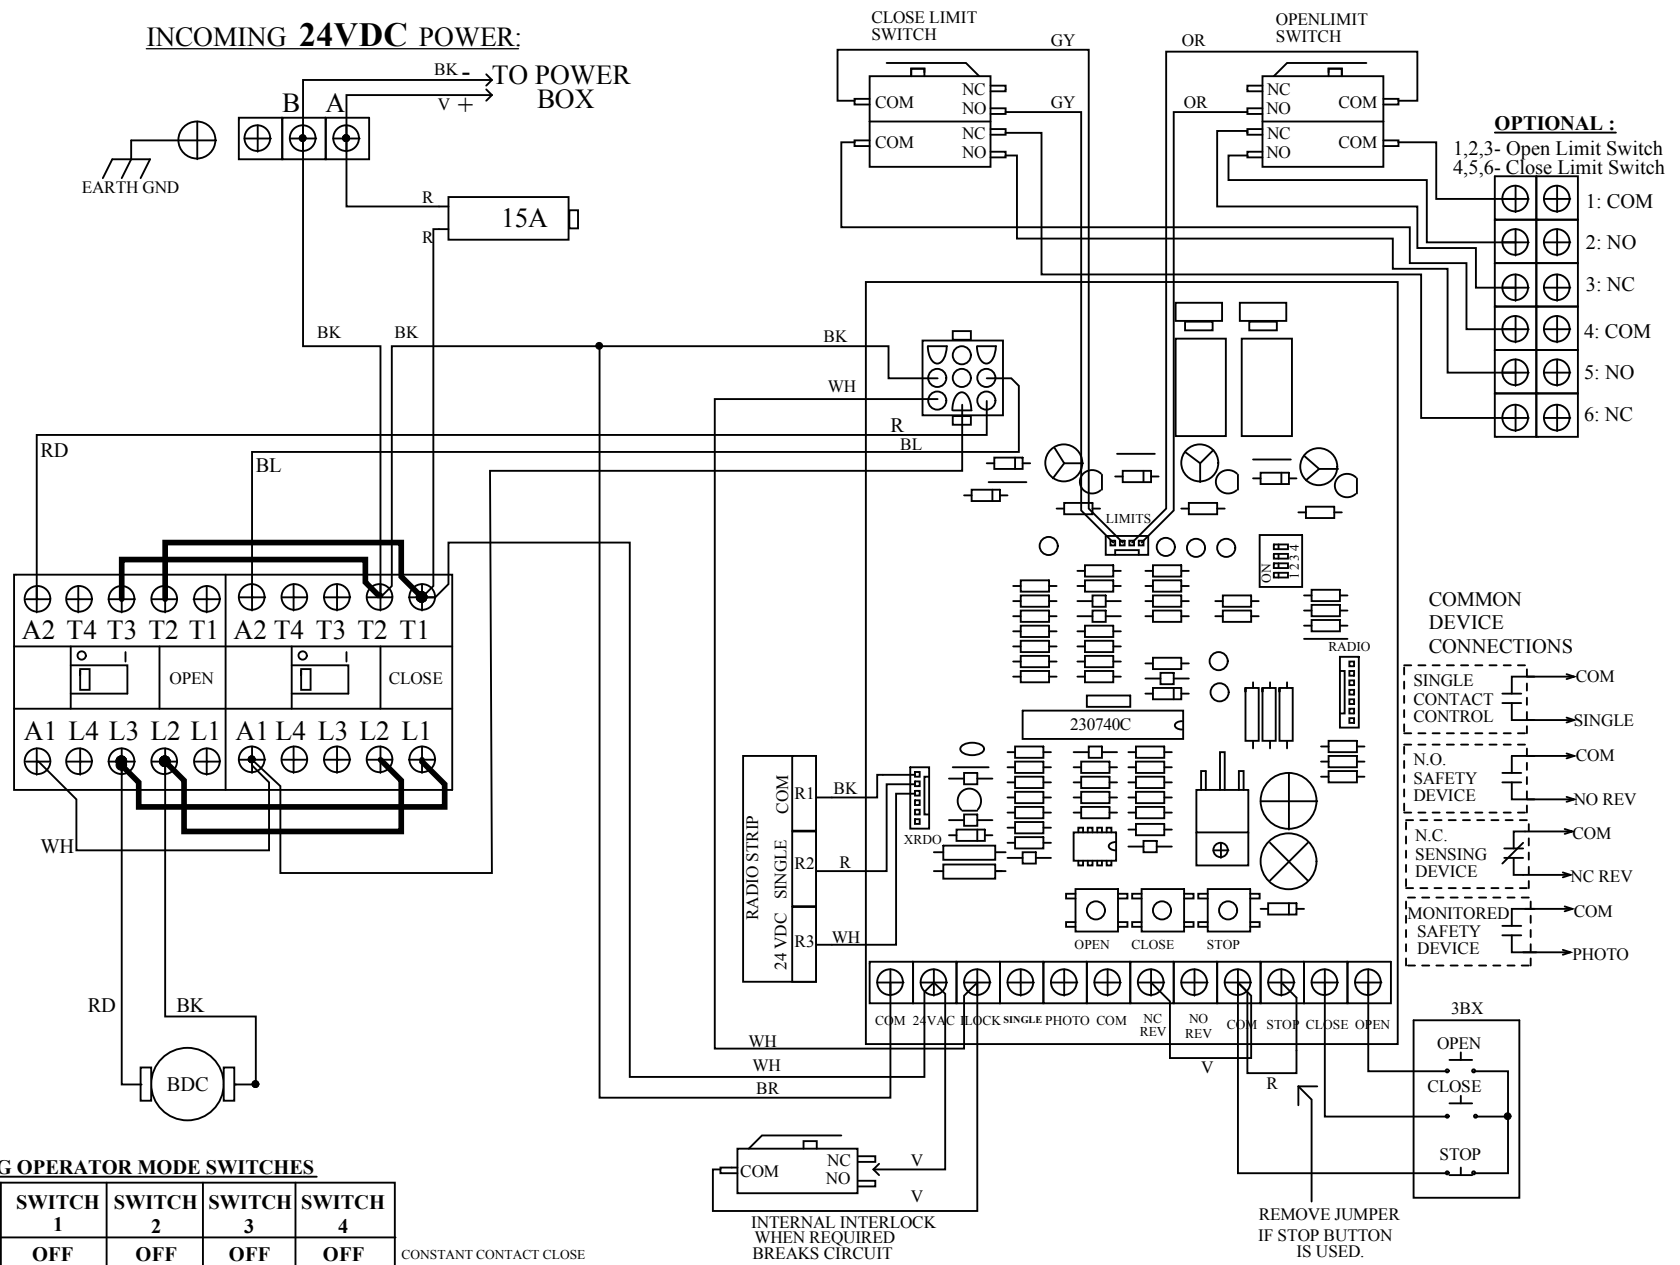 INCOMING 24VDC POWER:
BK - TO POWER
V + BOX
B A
EARTH GND
R
15A
R
BK BK
CLOSE LIMIT
SWITCH
GY
COM NC
NO
GY
COM NC
NO
OPENLIMIT
SWITCH
OR
NC
NO COM
OR
NC
NO COM
OPTIONAL :
1,2,3- Open Limit Switch
4,5,6- Close Limit Switch
1: COM
2: NO
3: NC
4: COM
5: NO
6: NC
BK
WH
R
BL
RD
BL
LIMITS
ON
1 2 3 4
A2 T4 T3 T2 T1 A2 T4 T3 T2 T1
OPEN CLOSE
A1 L4 L3 L2 L1 A1 L4 L3 L2 L1
WH
RD BK
BDC
RADIO
230740C
RADIO STRIP
COM
SINGLE
24 VDC
R1 BK
R2 R
R3 WH
XRDO
OPEN CLOSE STOP
COM 24VAC ILOCK SINGLE PHOTO COM NC REV NO REV COM STOP CLOSE OPEN
WH
WH
BR
V
R
COMMON
DEVICE
CONNECTIONS
SINGLE
CONTACT
CONTROL
COM
SINGLE
N.O.
SAFETY
DEVICE
COM
NO REV
N.C.
SENSING
DEVICE
COM
NC REV
MONITORED
SAFETY
DEVICE
COM
PHOTO
3BX
OPEN
CLOSE
STOP
REMOVE JUMPER
IF STOP BUTTON
IS USED.
COM NC
NO
V
V
INTERNAL INTERLOCK
WHEN REQUIRED
BREAKS CIRCUIT
G OPERATOR MODE SWITCHES
SWITCH 1 SWITCH 2 SWITCH 3 SWITCH 4
OFF OFF OFF OFF CONSTANT CONTACT CLOSE